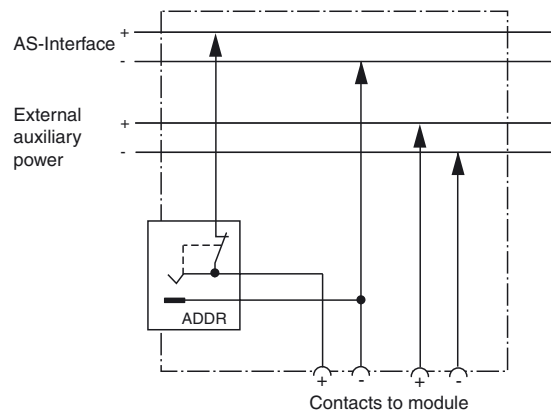 AS-Interface
+
-
External
auxiliary
power
+
-
ADDR
+ - + -
Contacts to module